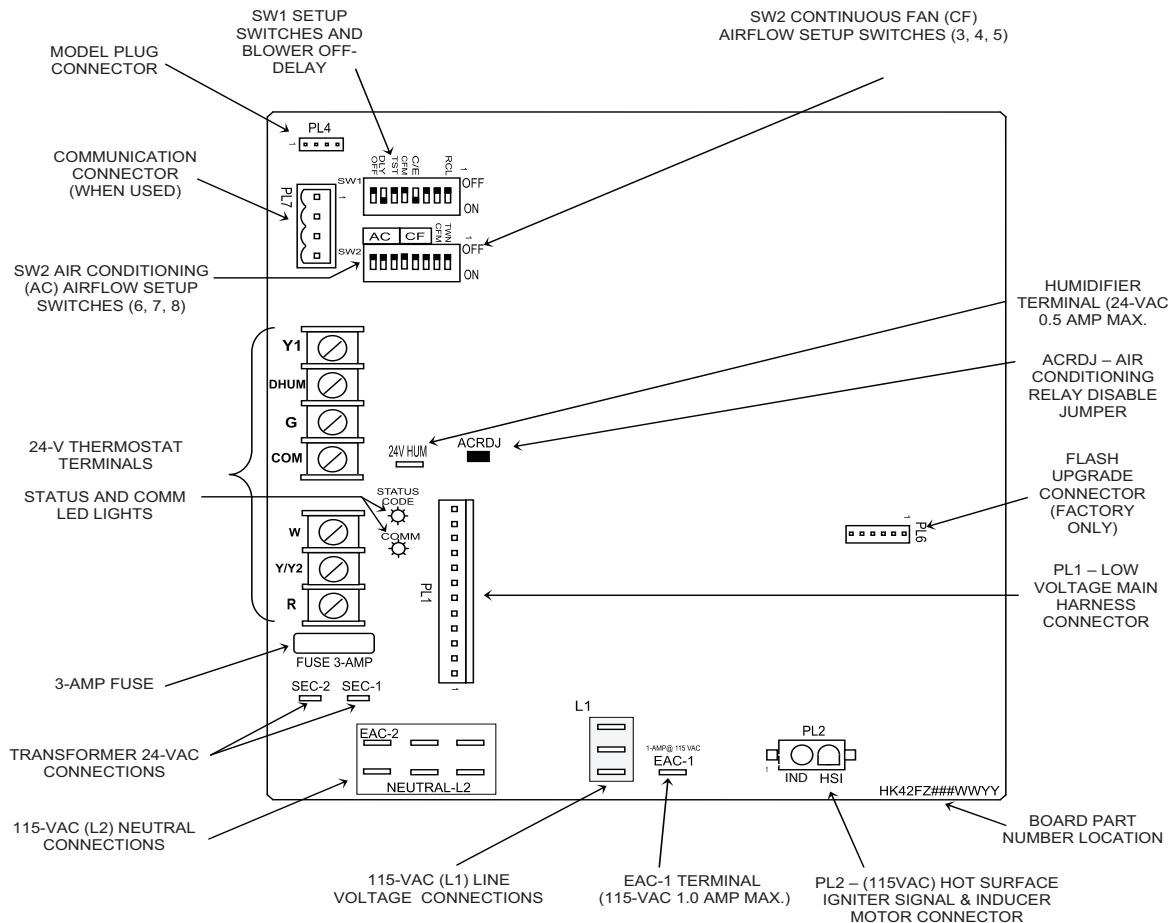 SW1 SETUP
SWITCHES AND
BLOWER OFF-
DELAY
SW2 CONTINUOUS FAN (CF)
AIRFLOW SETUP SWITCHES (3, 4, 5)
MODEL PLUG
CONNECTOR
PL4
1
COMMUNICATION
CONNECTOR
(WHEN USED)
PL7
1
OFF
DLY
TST
CFM
C/E
RCL
1
SW1
OFF
ON
AC
CF
TWIN
CFM
1
SW2
OFF
ON
SW2 AIR CONDITIONING
(AC) AIRFLOW SETUP
SWITCHES (6, 7, 8)
HUMIDIFIER
TERMINAL (24-VAC
0.5 AMP MAX.
Y1
DHUM
G
COM
ACRDJ – AIR
CONDITIONING
RELAY DISABLE
JUMPER
24V HUM
ACRDJ
24-V THERMOSTAT
TERMINALS
FLASH
UPGRADE
CONNECTOR
(FACTORY
ONLY)
STATUS AND COMM
LED LIGHTS
STATUS
CODE
COMM
1
PL6
W
Y/Y2
R
PL1
1
PL1 – LOW
VOLTAGE MAIN
HARNESS
CONNECTOR
FUSE 3-AMP
3-AMP FUSE
SEC-2
SEC-1
TRANSFORMER 24-VAC
CONNECTIONS
EAC-2
NEUTRAL-L2
L1
1-AMP@ 115 VAC
EAC-1
PL2
1
IND
HSI
HK42FZ###WWYY
115-VAC (L2) NEUTRAL
CONNECTIONS
BOARD PART
NUMBER LOCATION
115-VAC (L1) LINE
VOLTAGE CONNECTIONS
EAC-1 TERMINAL
(115-VAC 1.0 AMP MAX.)
PL2 – (115VAC) HOT SURFACE
IGNITER SIGNAL & INDUCER
MOTOR CONNECTOR